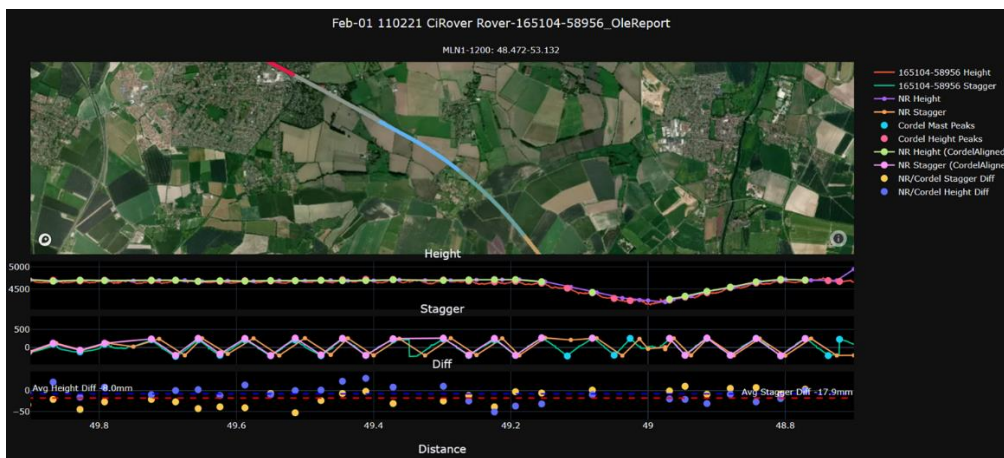 Feb-01 110221 CiRover Rover-165104-58956_OleReport
MLN1-1200: 48.472-53.132
165104-58956 Height
165104-58956 Stagger
NR Height
NR Stagger
Cordel Mast Peaks
Cordel Height Peaks
NR Height (CordelAligned
NR Stagger (CordelAligne
NR/Cordel Stagger Diff
NR/Cordel Height Diff
Height
5000
4500
Stagger
500
0
Diff
Avg Height Diff -8.0mm
Avg Stagger Diff -17.9mm
0
−50
49.8
49.6
49.4
49.2
49
48.8
Distance